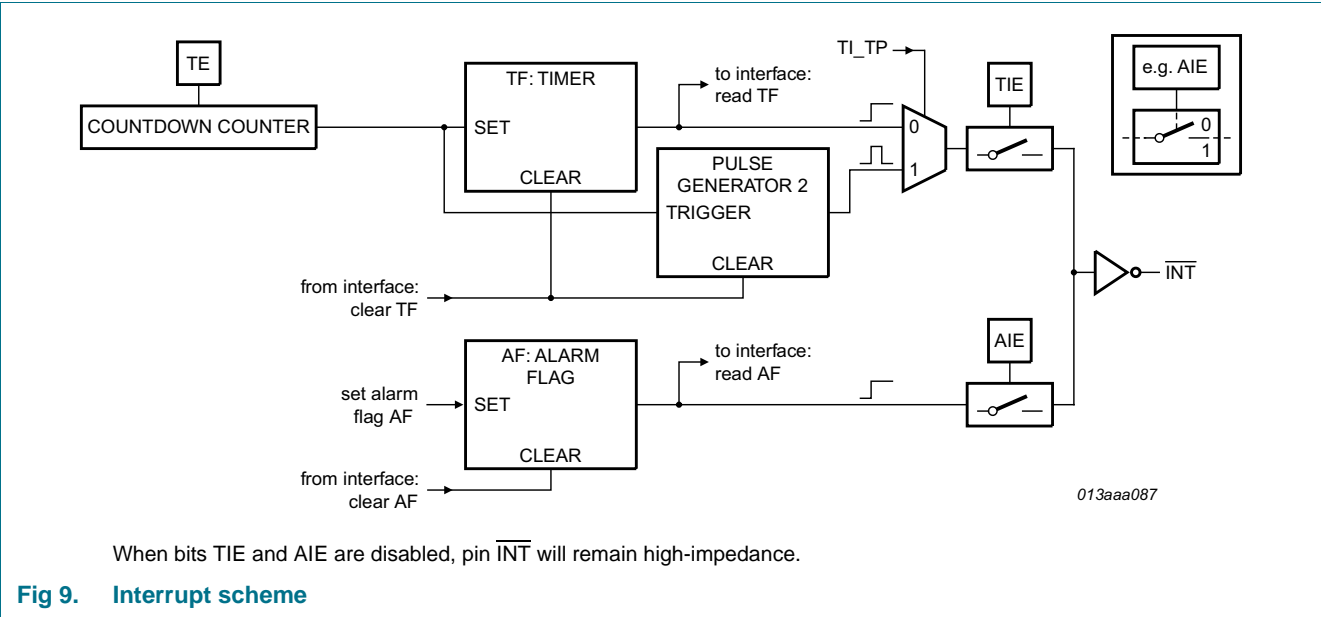 TE
COUNTDOWN COUNTER
TF: TIMER
SET
CLEAR
to interface:
read TF
TI_TP
0
1
PULSE
GENERATOR 2
TRIGGER
CLEAR
from interface:
clear TF
TIE
e.g. AIE
0
1
INT
AF: ALARM
FLAG
set alarm
flag AF
SET
CLEAR
to interface:
read AF
AIE
from interface:
clear AF
013aaa087
When bits TIE and AIE are disabled, pin INT will remain high-impedance.
Fig 9. Interrupt scheme